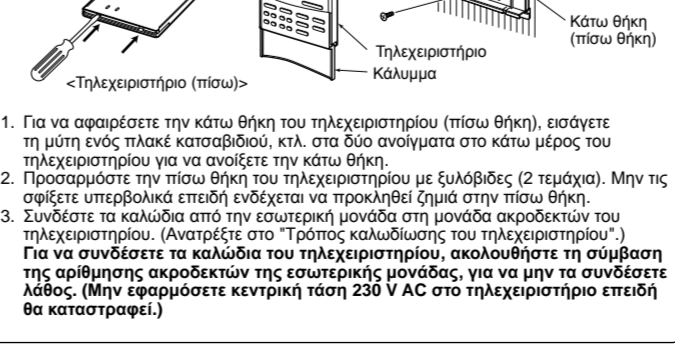 Κάτω θήκη
(πίσω θήκη)
Τηλεχειριστήριο
Κάλυμμα
<Τηλεχειριστήριο (πίσω)>
1. Για να αφαιρέσετε την κάτω θήκη του τηλεχειριστηρίου (πίσω θήκη), εισάγετε
τη μύτη ενός πλακέ κατσαβιδιού, κτλ. στα δύο ανοίγματα στο κάτω μέρος του
τηλεχειριστηρίου για να ανοίξετε την κάτω θήκη.
2. Προσαρμόστε την πίσω θήκη του τηλεχειριστηρίου με ξυλόβιδες (2 τεμάχια). Μην τις
σφίξετε υπερβολικά επειδή ενδέχεται να προκληθεί ζημιά στην πίσω θήκη.
3. Συνδέστε τα καλώδια από την εσωτερική μονάδα στη μονάδα ακροδεκτών του
τηλεχειριστηρίου. (Ανατρέξτε στο "Τρόπος καλωδίωσης του τηλεχειριστηρίου".)
Για να συνδέσετε τα καλώδια του τηλεχειριστηρίου, ακολουθήστε τη σύμβαση
της αρίθμησης ακροδεκτών της εσωτερικής μονάδας, για να μην τα συνδέσετε
λάθος. (Μην εφαρμόσετε κεντρική τάση 230 V AC στο τηλεχειριστήριο επειδή
θα καταστραφεί.)